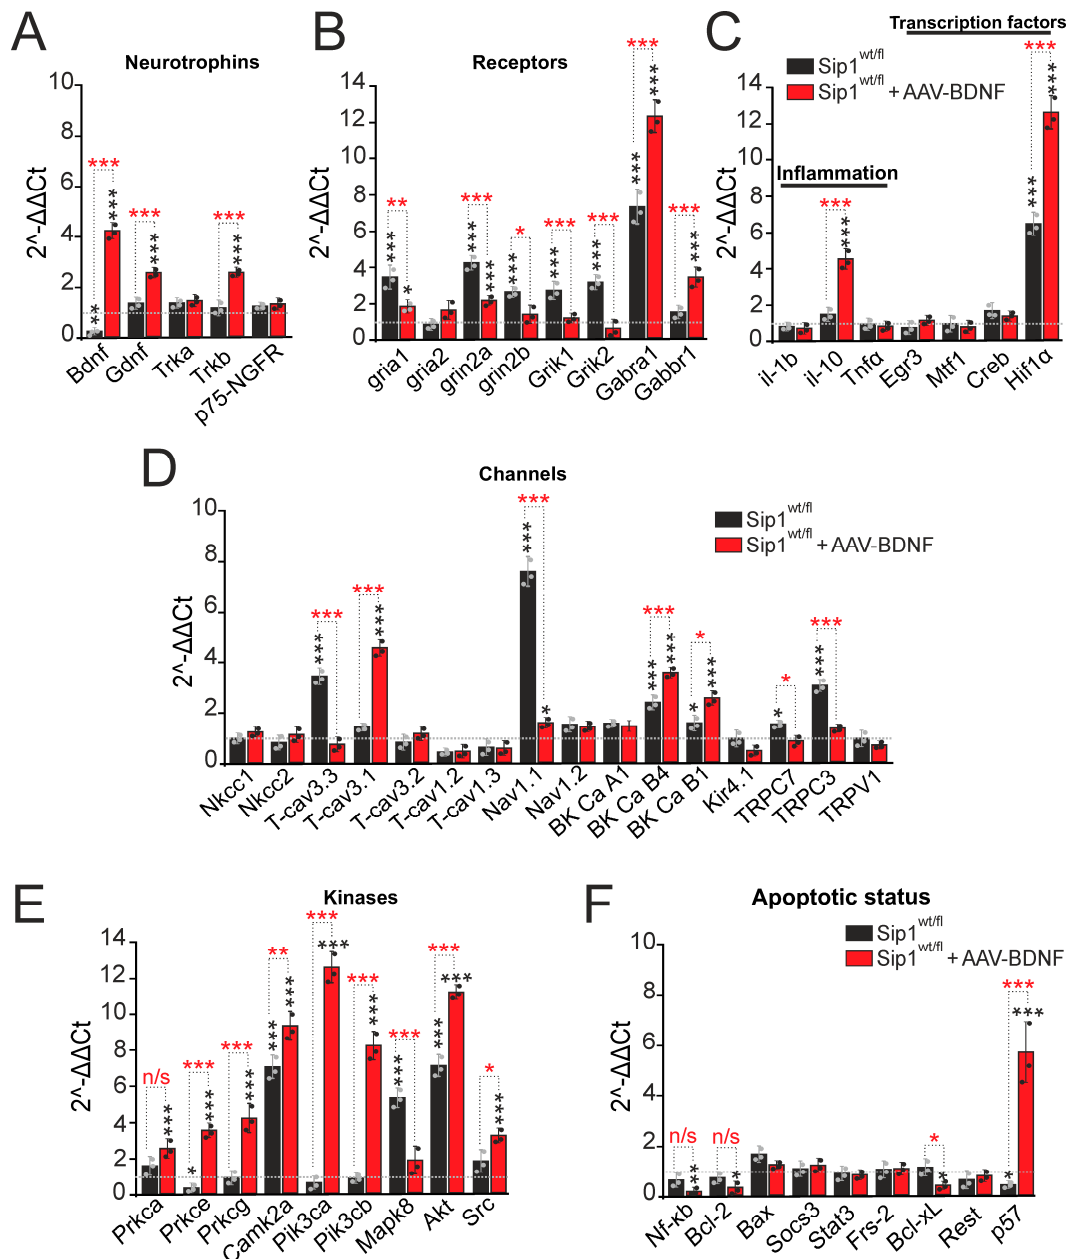 A
Neurotrophins
2^-ΔΔCt
10
8
6
4
2
0
***
***
***
**
***
***
***
Bdnf
Gdnf
Trka
Trkb
p75-NGFR
B
Receptors
2^-ΔΔCt
14
12
10
8
6
4
2
0
**
***
*
***
***
***
*
***
***
***
***
***
***
***
***
***
***
gria1
gria2
grin2a
grin2b
Grik1
Grik2
Gabra1
Gabbr1
C
Transcription factors
Sip1wt/fl
Sip1wt/fl + AAV-BDNF
Inflammation
2^-ΔΔCt
14
12
10
8
6
4
2
0
***
***
***
***
***
il-1b
il-10
Tnfα
Egr3
Mtf1
Creb
Hif1α
D
Channels
Sip1wt/fl
Sip1wt/fl + AAV-BDNF
2^-ΔΔCt
10
8
6
4
2
0
***
***
***
***
***
***
*
***
***
***
*
*
***
*
*
***
***
Nkcc1
Nkcc2
T-cav3.3
T-cav3.1
T-cav3.2
T-cav1.2
T-cav1.3
Nav1.1
Nav1.2
BK Ca A1
BK Ca B4
BK Ca B1
Kir4.1
TRPC7
TRPC3
TRPV1
E
Kinases
2^-ΔΔCt
14
12
10
8
6
4
2
0
n/s
***
***
*
***
***
***
**
***
***
***
***
***
***
***
***
***
***
***
*
***
Prkca
Prkce
Prkcg
Camk2a
Pik3ca
Pik3cb
Mapk8
Akt
Src
F
Apoptotic status
Sip1wt/fl
Sip1wt/fl + AAV-BDNF
2^-ΔΔCt
10
8
6
4
2
0
n/s
**
n/s
*
*
*
***
*
***
Nf-κb
Bcl-2
Bax
Socs3
Stat3
Frs-2
Bcl-xL
Rest
p57